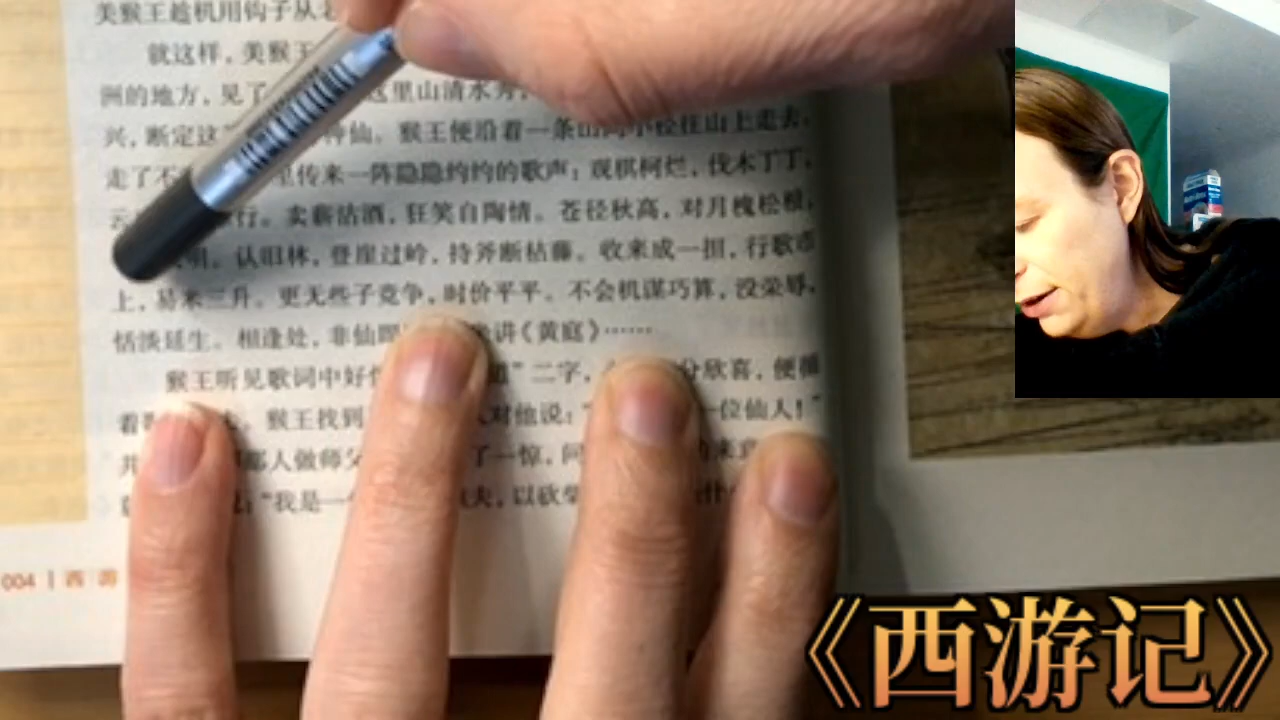 美猴王趁机用钩子从
就这样，美猴王
洲的地方，见了 这里山清水秀，
兴，断定这 神仙。猴王便沿着一条山间小径往山上走去。
走了不 里传来一阵隐隐约约的歌声：观棋柯烂，伐木丁丁，
云 行。卖薪沽酒，狂笑自陶情。苍径秋高，对月枕松根，
明。认旧林，登崖过岭，持斧断枯藤。收来成一担，行歌市
上，易米三升。更无些子竞争，时价平平。不会机谋巧算，没荣辱，
恬淡延生。相逢处，非仙即 讲《黄庭》……
猴王听见歌词中好 ”二字， 分欣喜，便循
着 去。猴王找到 对他说：“ 一位仙人！”
那人做师父 了一惊，问 来
“我是一 夫，以砍柴
004 | 西 游
《西游记》